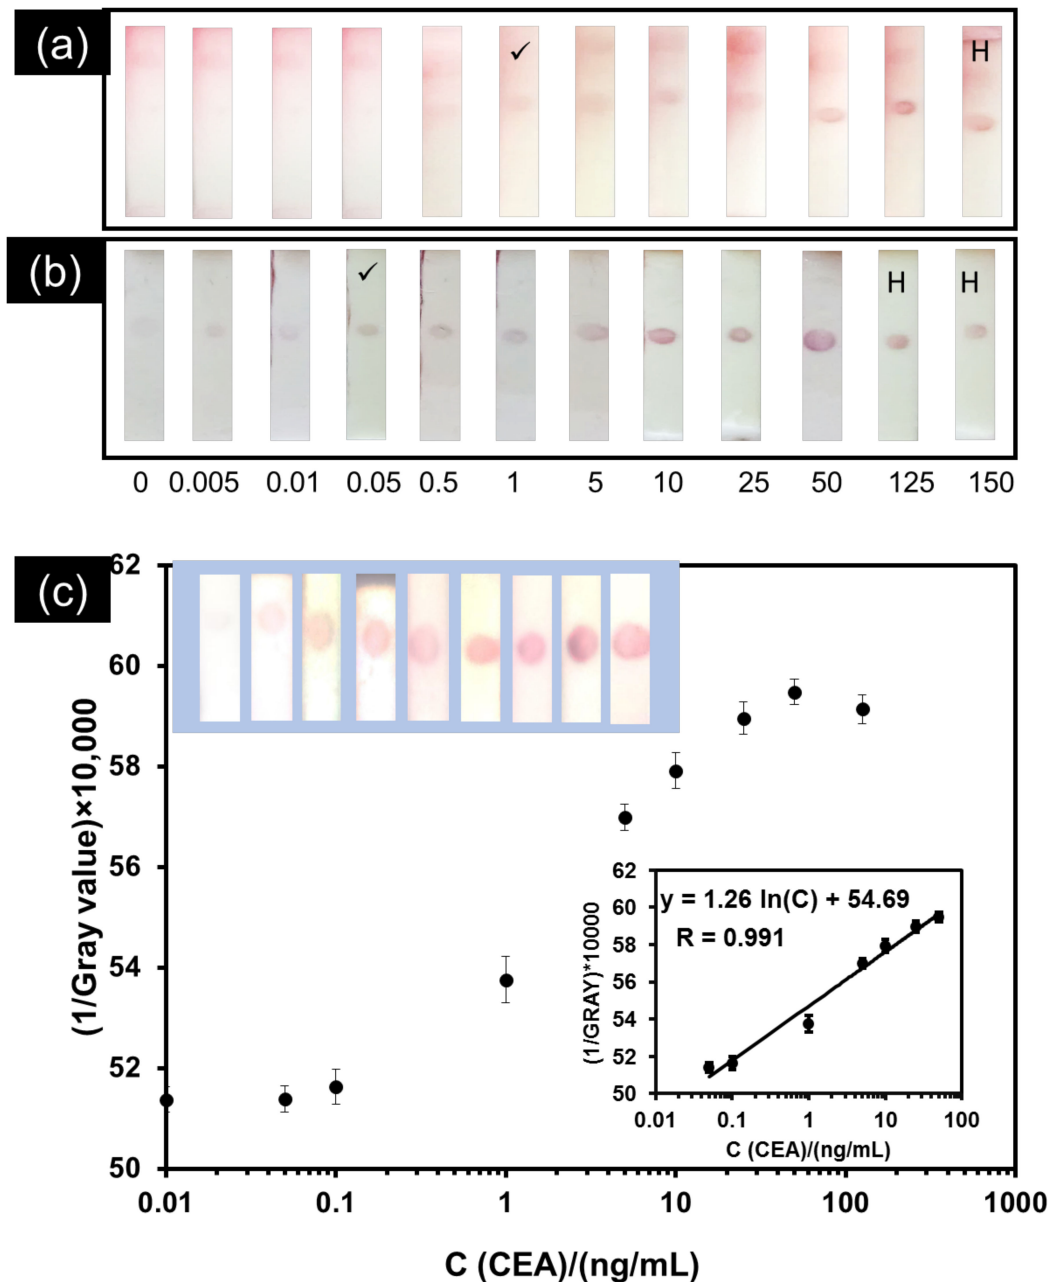 (a)
✓
H
(b)
✓
H
H
0 0.005 0.01 0.05 0.5 1 5 10 25 50 125 150
(c)
62
60
58
56
54
52
50
(1/Gray value)×10,000
0.01 0.1 1 10 100 1000
C (CEA)/(ng/mL)
y = 1.26 ln(C) + 54.69
R = 0.991
62
60
58
56
54
52
50
(1/GRAY)*10000
0.01 0.1 1 10 100
C (CEA)/(ng/mL)